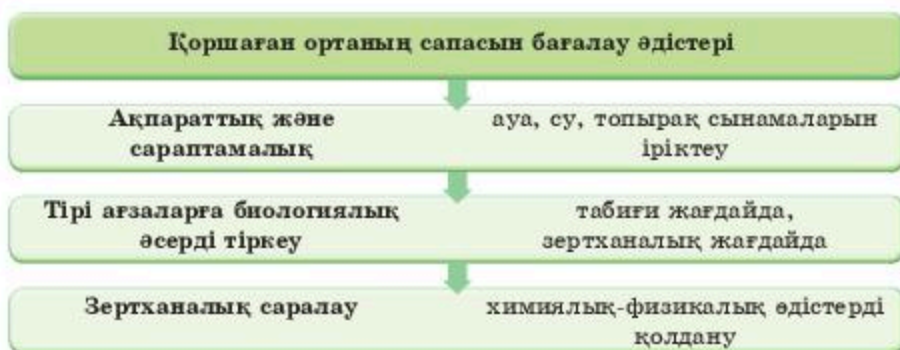 Қоршаған ортаның сапасын бағалау әдістері
Ақпараттық және
сараптамалық
ауа, су, топырақ сынамаларын
іріктеу
Тірі ағзаларға биологиялық
әсерді тіркеу
табиғи жағдайда,
зертханалық жағдайда
Зертханалық саралау
химиялық-физикалық әдістерді
қолдану